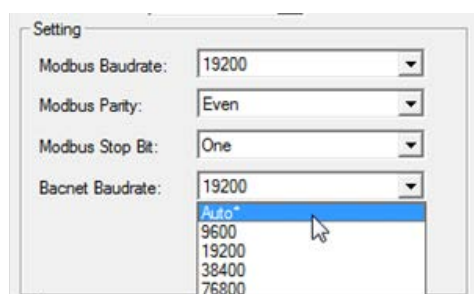 Setting
Modbus Baudrate: 19200
Modbus Parity: Even
Modbus Stop Bit: One
Bacnet Baudrate: 19200
Auto*
9600
19200
38400
76800